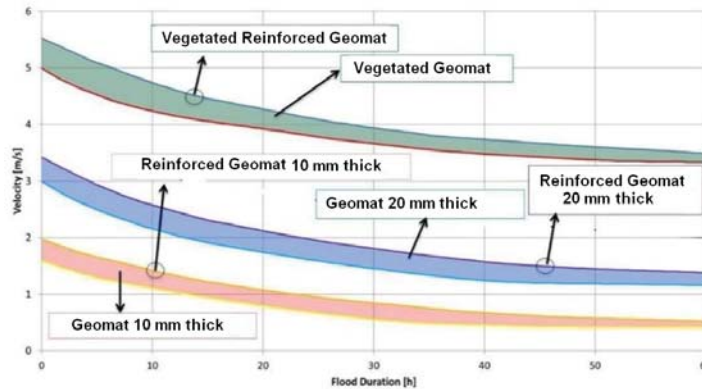 6
Vegetated Reinforced Geomat
5
Vegetated Geomat
4
Velocity [m/s]
Reinforced Geomat
10 mm thick
3
Geomat 20 mm thick
Reinforced Geomat
20 mm thick
2
1
Geomat 10 mm thick
0
0
10
20
30
40
50
Flood Duration [h]